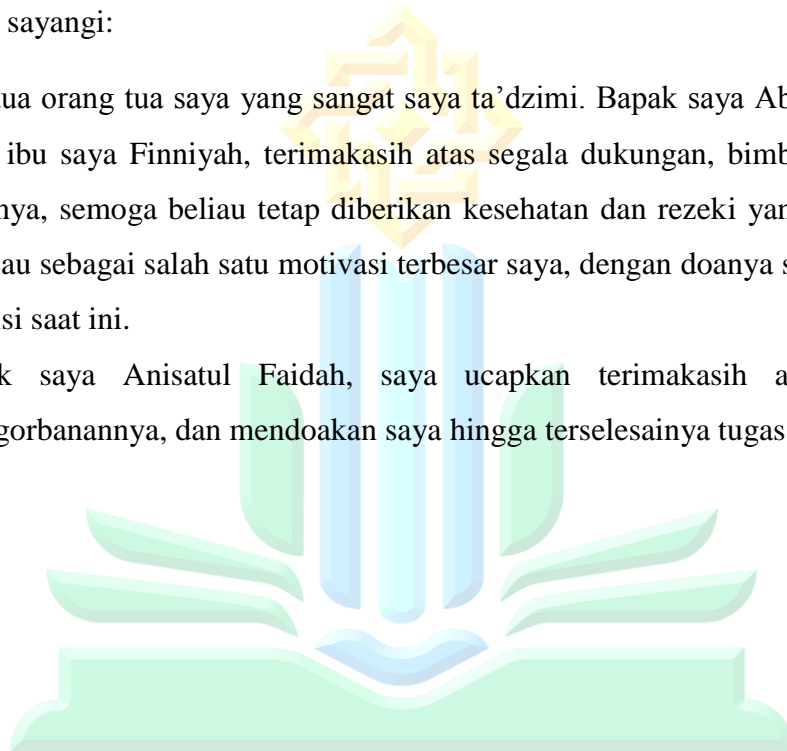 sayangi:
ua orang tua saya yang sangat saya ta’dzimi. Bapak saya Ab
ibu saya Finniyah, terimakasih atas segala dukungan, bimb
nya, semoga beliau tetap diberikan kesehatan dan rezeki yan
iau sebagai salah satu motivasi terbesar saya, dengan doanya s
si saat ini.
k saya Anisatul Faidah, saya ucapkan terimakasih a
gorbanannya, dan mendoakan saya hingga terselesainya tugas